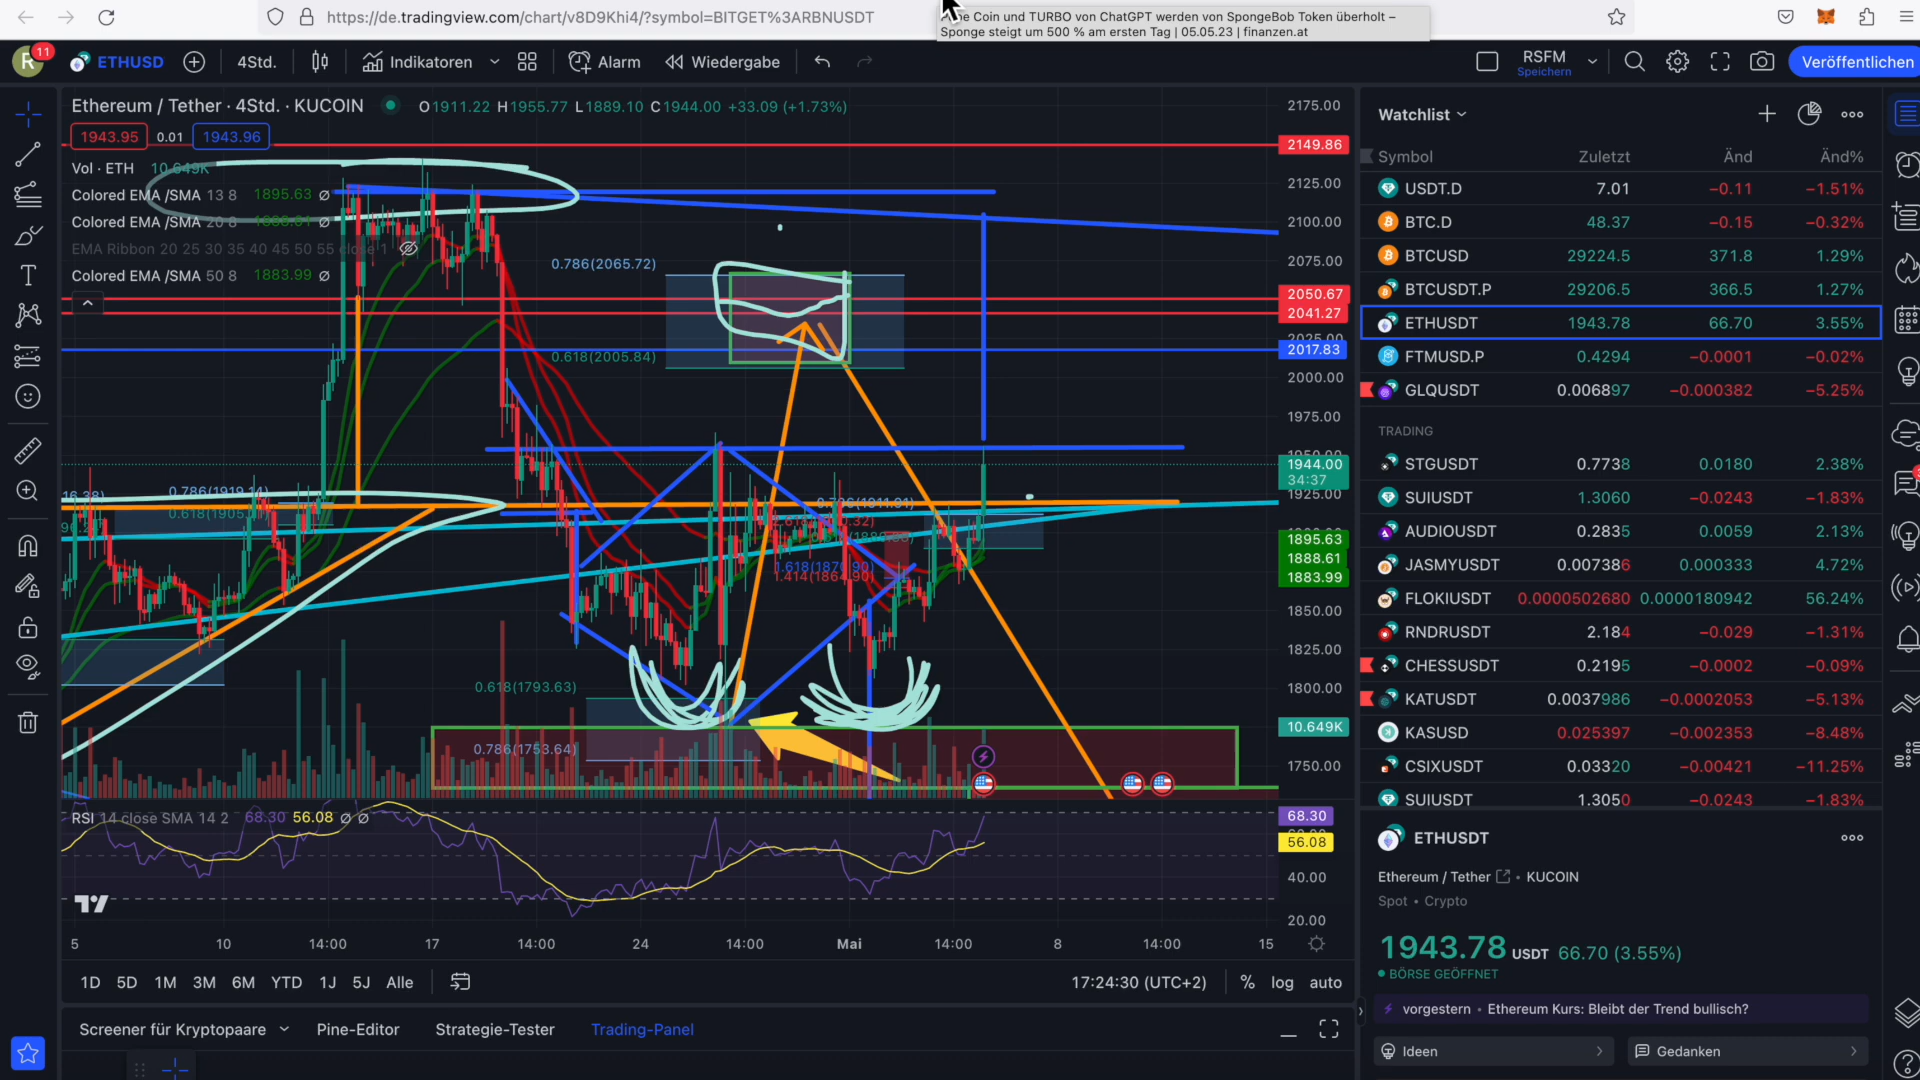 https://de.tradingview.com/chart/v8D9Khi4/?symbol=BITGET%3ARBNUSDT
Coin und TURBO von ChatGPT werden von SpongeBob Token überholt –
Sponge steigt um 500 % am ersten Tag | 05.05.23 | finanzen.at
R 11 ETHUSD 4Std. Indikatoren Alarm Wiedergabe RSFM Speichern Veröffentlichen
Ethereum / Tether · 4Std. · KUCOIN O1911.22 H1955.77 L1889.10 C1944.00 +33.09 (+1.73%)
1943.95 0.01 1943.96
Vol · ETH 10.649K
Colored EMA /SMA 13 8 1895.63 ∅
Colored EMA /SMA 20 8 1888.61 ∅
EMA Ribbon 20 25 30 35 40 45 50 55 close 1
Colored EMA /SMA 50 8 1883.99 ∅
0.786(2065.72)
0.618(2005.84)
0.786(1919.14)
0.618(1793.63)
0.786(1753.64)
1.618(1870.90)
1.414(1864.90)
2175.00
2149.86
2125.00
2100.00
2075.00
2050.67
2041.27
2017.83
2000.00
1975.00
1944.00
34:37
1925.00
1895.63
1888.61
1883.99
1850.00
1825.00
1800.00
10.649K
1750.00
RSI 14 close SMA 14 2 68.30 56.08 ∅ ∅
68.30
56.08
40.00
20.00
5 10 14:00 17 14:00 24 14:00 Mai 14:00 8 14:00 15
1D 5D 1M 3M 6M YTD 1J 5J Alle 17:24:30 (UTC+2) % log auto
Screener für Kryptopaare Pine-Editor Strategie-Tester Trading-Panel
Watchlist
Symbol Zuletzt Änd Änd%
USDT.D 7.01 −0.11 −1.51%
BTC.D 48.37 −0.15 −0.32%
BTCUSD 29224.5 371.8 1.29%
BTCUSDT.P 29206.5 366.5 1.27%
ETHUSDT 1943.78 66.70 3.55%
FTMUSD.P 0.4294 −0.0001 −0.02%
GLQUSDT 0.006897 −0.000382 −5.25%
TRADING
STGUSDT 0.7738 0.0180 2.38%
SUIUSDT 1.3060 −0.0243 −1.83%
AUDIOUSDT 0.2835 0.0059 2.13%
JASMYUSDT 0.007386 0.000333 4.72%
FLOKIUSDT 0.0000502680 0.0000180942 56.24%
RNDRUSDT 2.184 −0.029 −1.31%
CHESSUSDT 0.2195 −0.0002 −0.09%
KATUSDT 0.0037986 −0.0002053 −5.13%
KASUSD 0.025397 −0.002353 −8.48%
CSIXUSDT 0.03320 −0.00421 −11.25%
SUIUSDT 1.3050 −0.0243 −1.83%
ETHUSDT
Ethereum / Tether • KUCOIN
Spot • Crypto
1943.78 USDT 66.70 (3.55%)
BÖRSE GEÖFFNET
vorgestern • Ethereum Kurs: Bleibt der Trend bullisch?
Ideen Gedanken